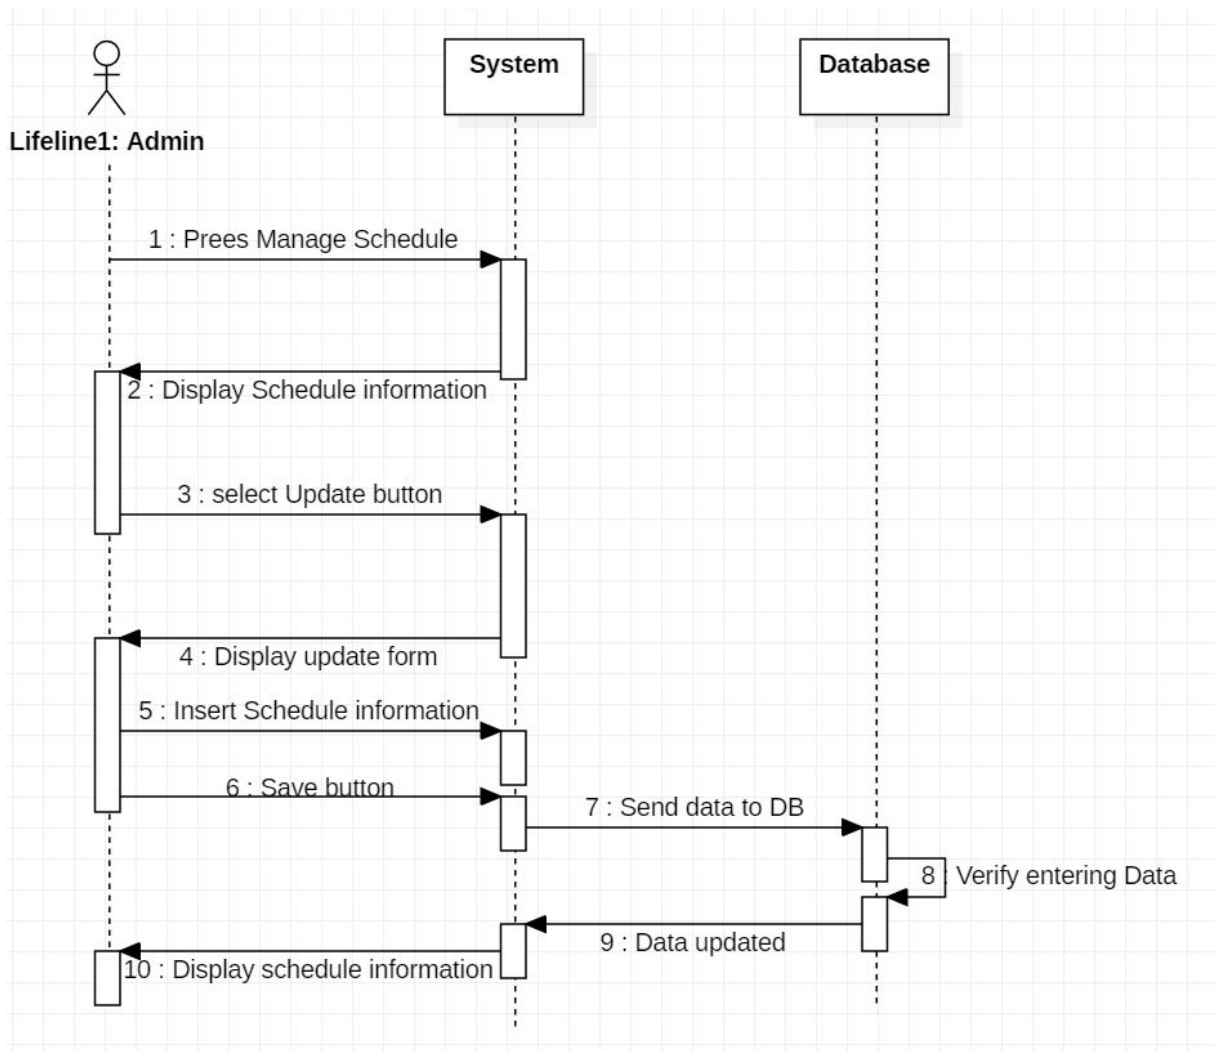 System
Database
Lifeline1: Admin
1 : Prees Manage Schedule
2 : Display Schedule information
3 : select Update button
4 : Display update form
5 : Insert Schedule information
6 : Save button
7 : Send data to DB
8 : Verify entering Data
9 : Data updated
10 : Display schedule information